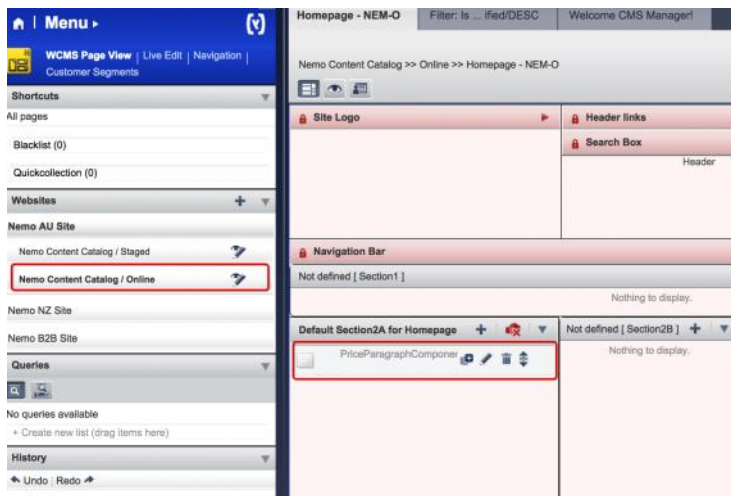 Menu
WCMS Page View | Live Edit | Navigation |
Customer Segments
Shortcuts
All pages
Blacklist (0)
Quickcollection (0)
Websites
Nemo AU Site
Nemo Content Catalog / Staged
Nemo Content Catalog / Online
Nemo NZ Site
Nemo B2B Site
Queries
No queries available
+ Create new list (drag items here)
History
Undo | Redo
Homepage - NEM-O
Filter: Is ... ified/DESC
Welcome CMS Manager!
Nemo Content Catalog >> Online >> Homepage - NEM-O
Site Logo
Header links
Search Box
Header
Navigation Bar
Not defined [ Section1 ]
Nothing to display.
Default Section2A for Homepage
PriceParagraphComponer
Not defined [ Section2B ]
Nothing to display.